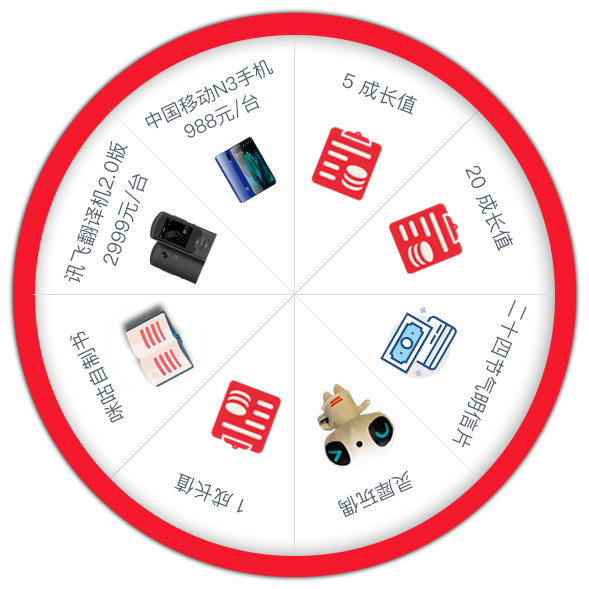 5 成长值
20 成长值
二十四节气明信片
灵犀玩偶
1 成长值
咪咕自制书
讯飞翻译机2.0版
2999元/台
中国移动N3手机
988元/台